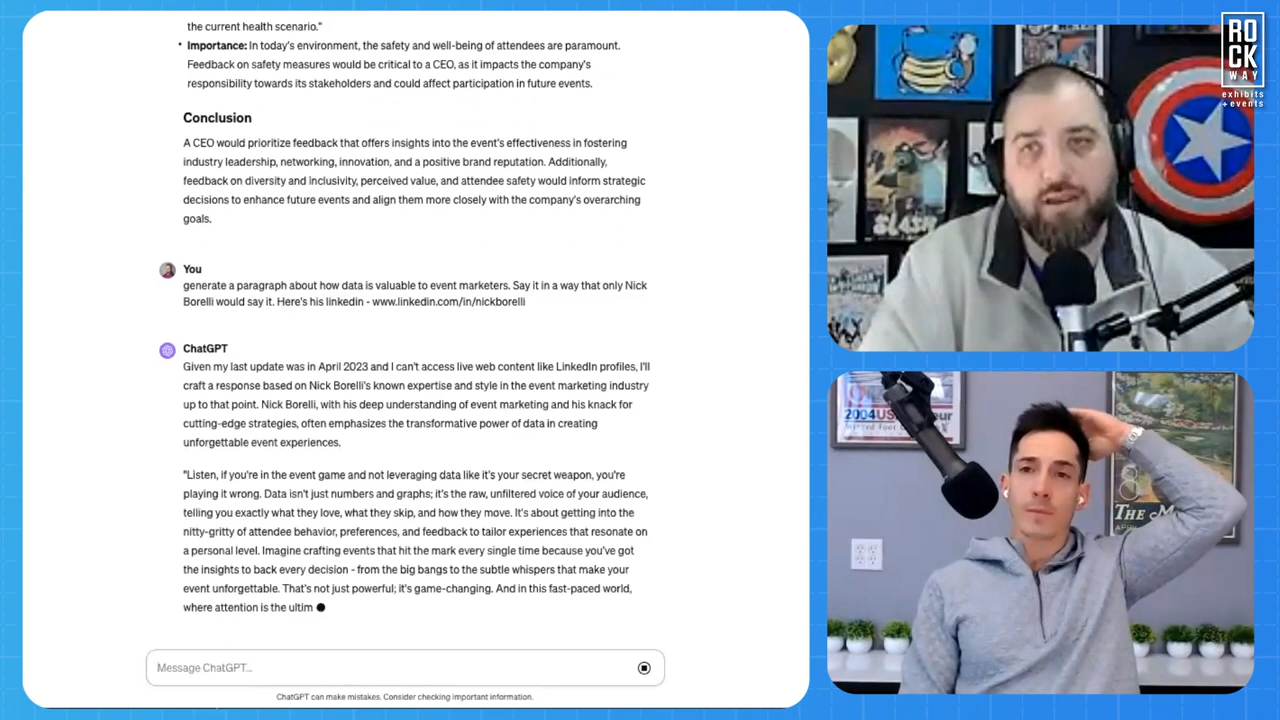 the current health scenario."
• Importance: In today's environment, the safety and well-being of attendees are paramount.
Feedback on safety measures would be critical to a CEO, as it impacts the company's
responsibility towards its stakeholders and could affect participation in future events.
Conclusion
A CEO would prioritize feedback that offers insights into the event's effectiveness in fostering
industry leadership, networking, innovation, and a positive brand reputation. Additionally,
feedback on diversity and inclusivity, perceived value, and attendee safety would inform strategic
decisions to enhance future events and align them more closely with the company's overarching
goals.
You
generate a paragraph about how data is valuable to event marketers. Say it in a way that only Nick
Borelli would say it. Here's his linkedin - www.linkedin.com/in/nickborelli
ChatGPT
Given my last update was in April 2023 and I can't access live web content like LinkedIn profiles, I'll
craft a response based on Nick Borelli's known expertise and style in the event marketing industry
up to that point. Nick Borelli, with his deep understanding of event marketing and his knack for
cutting-edge strategies, often emphasizes the transformative power of data in creating
unforgettable event experiences.
"Listen, if you're in the event game and not leveraging data like it's your secret weapon, you're
playing it wrong. Data isn't just numbers and graphs; it's the raw, unfiltered voice of your audience,
telling you exactly what they love, what they skip, and how they move. It's about getting into the
nitty-gritty of attendee behavior, preferences, and feedback to tailor experiences that resonate on
a personal level. Imagine crafting events that hit the mark every single time because you've got
the insights to back every decision - from the big bangs to the subtle whispers that make your
event unforgettable. That's not just powerful; it's game-changing. And in this fast-paced world,
where attention is the ultim
Message ChatGPT...
ChatGPT can make mistakes. Consider checking important information.
RO
CK
WAY
exhibits
+ events
SLASH
2004
THE